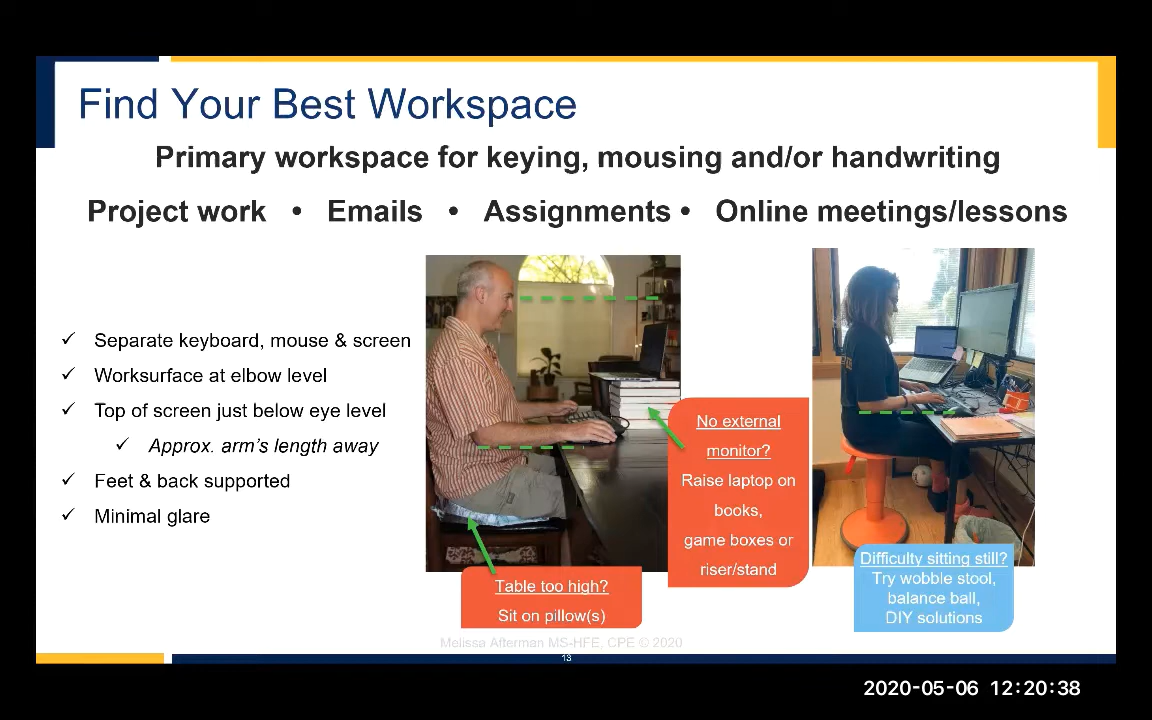 Find Your Best Workspace
Primary workspace for keying, mousing and/or handwriting
Project work • Emails • Assignments • Online meetings/lessons
✓ Separate keyboard, mouse & screen
✓ Worksurface at elbow level
✓ Top of screen just below eye level
✓ Approx. arm's length away
✓ Feet & back supported
✓ Minimal glare
No external
monitor?
Raise laptop on
books,
game boxes or
riser/stand
Table too high?
Sit on pillow(s)
Difficulty sitting still?
Try wobble stool,
balance ball,
DIY solutions
Melissa Afterman MS-HFE, CPE © 2020
13
2020-05-06 12:20:38